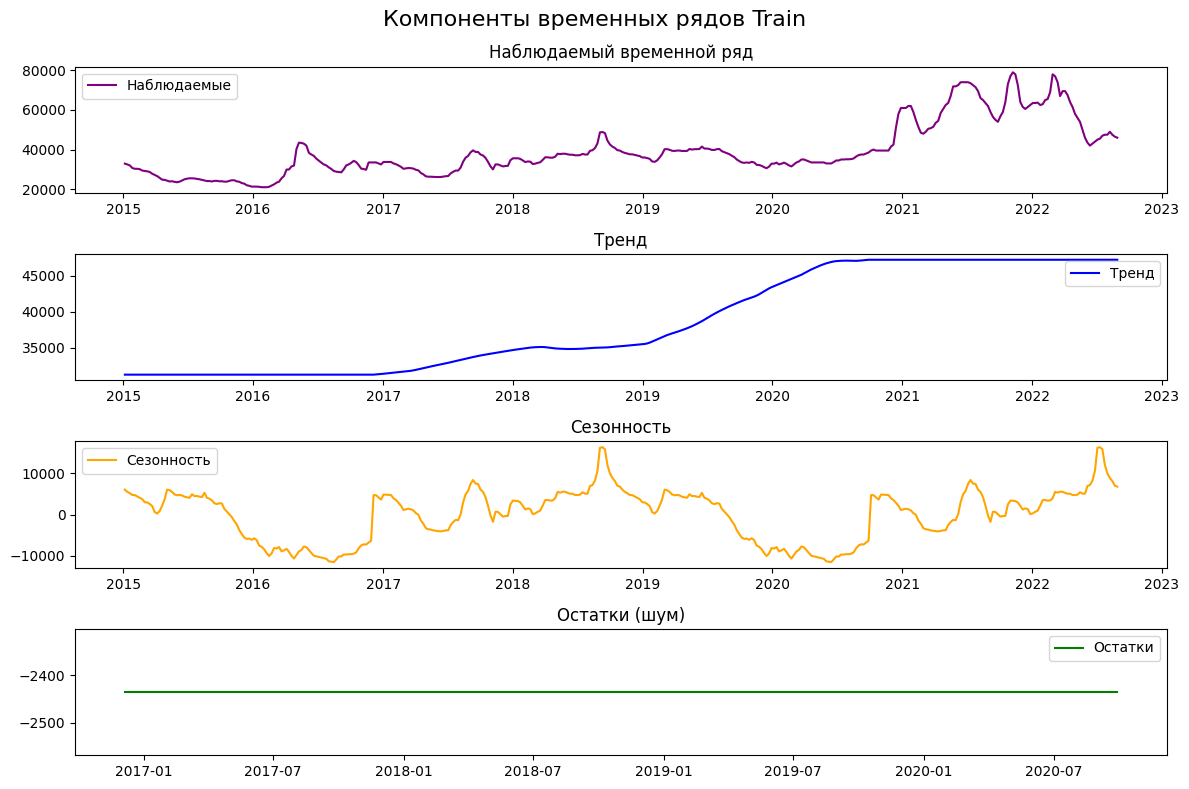 Компоненты временных рядов Train
Наблюдаемый временной ряд
Наблюдаемые
80000
60000
40000
20000
2015 2016 2017 2018 2019 2020 2021 2022 2023
Тренд
Тренд
45000
40000
35000
2015 2016 2017 2018 2019 2020 2021 2022 2023
Сезонность
Сезонность
10000
0
−10000
2015 2016 2017 2018 2019 2020 2021 2022 2023
Остатки (шум)
Остатки
−2400
−2500
2017-01 2017-07 2018-01 2018-07 2019-01 2019-07 2020-01 2020-07